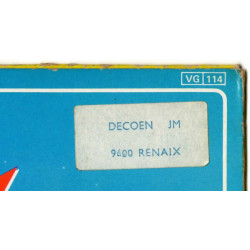 VG 114
DECOEN JM
9600 RENAIX